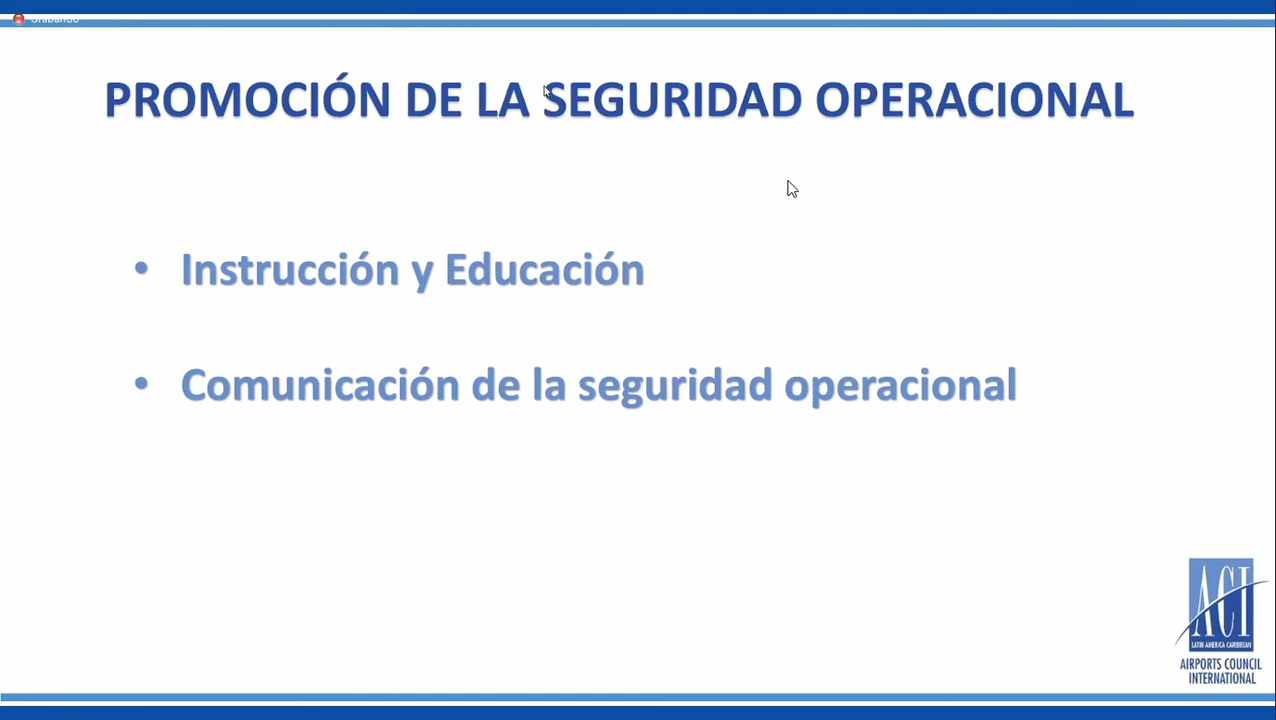 Grabando
PROMOCIÓN DE LA SEGURIDAD OPERACIONAL
• Instrucción y Educación
• Comunicación de la seguridad operacional
ACI
LATIN AMERICA CARIBBEAN
AIRPORTS COUNCIL
INTERNATIONAL